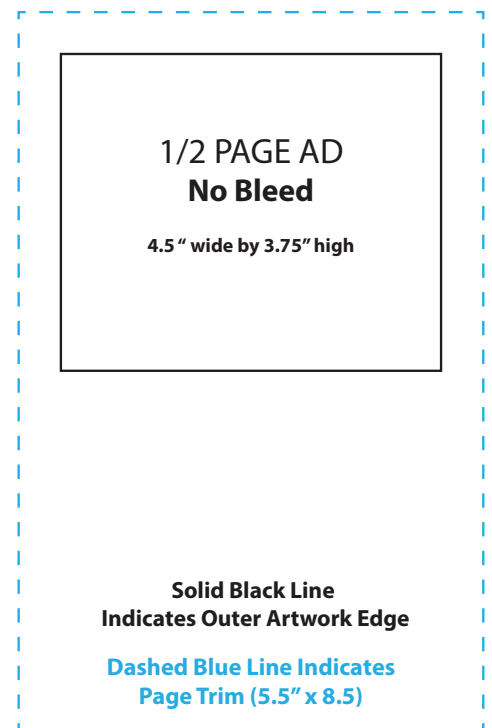 1/2 PAGE AD
No Bleed
4.5 “ wide by 3.75” high
Solid Black Line
Indicates Outer Artwork Edge
Dashed Blue Line Indicates
Page Trim (5.5” x 8.5)